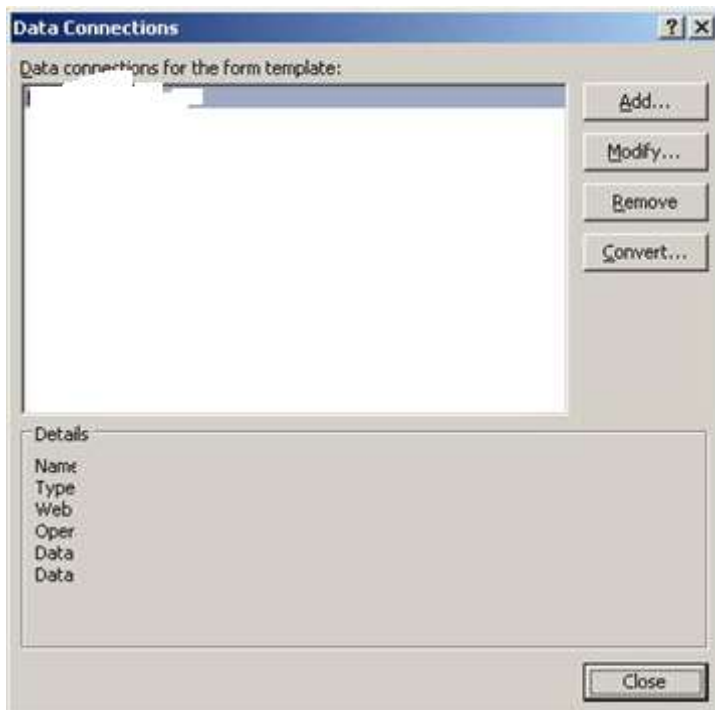 Data Connections
Data connections for the form template:
Add...
Modify...
Remove
Convert...
Details
Name
Type
Web
Oper
Data
Data
Close